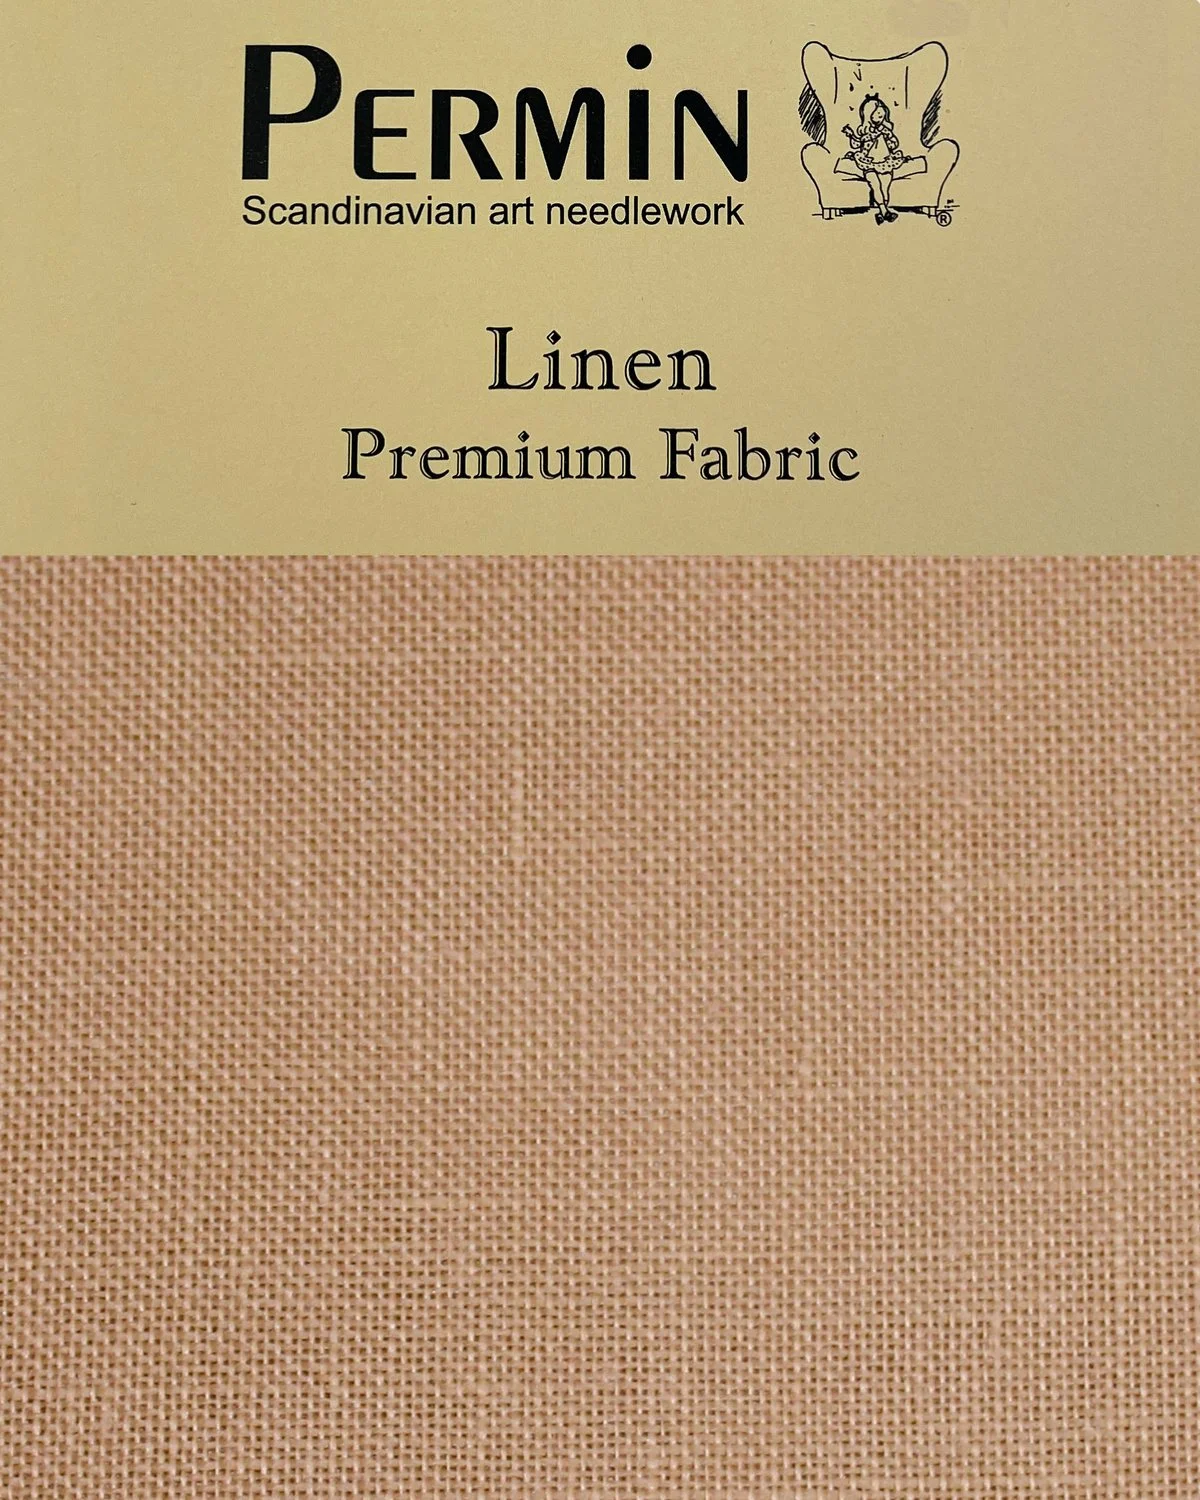 PERMIN
Scandinavian art needlework
®
Linen
Premium Fabric